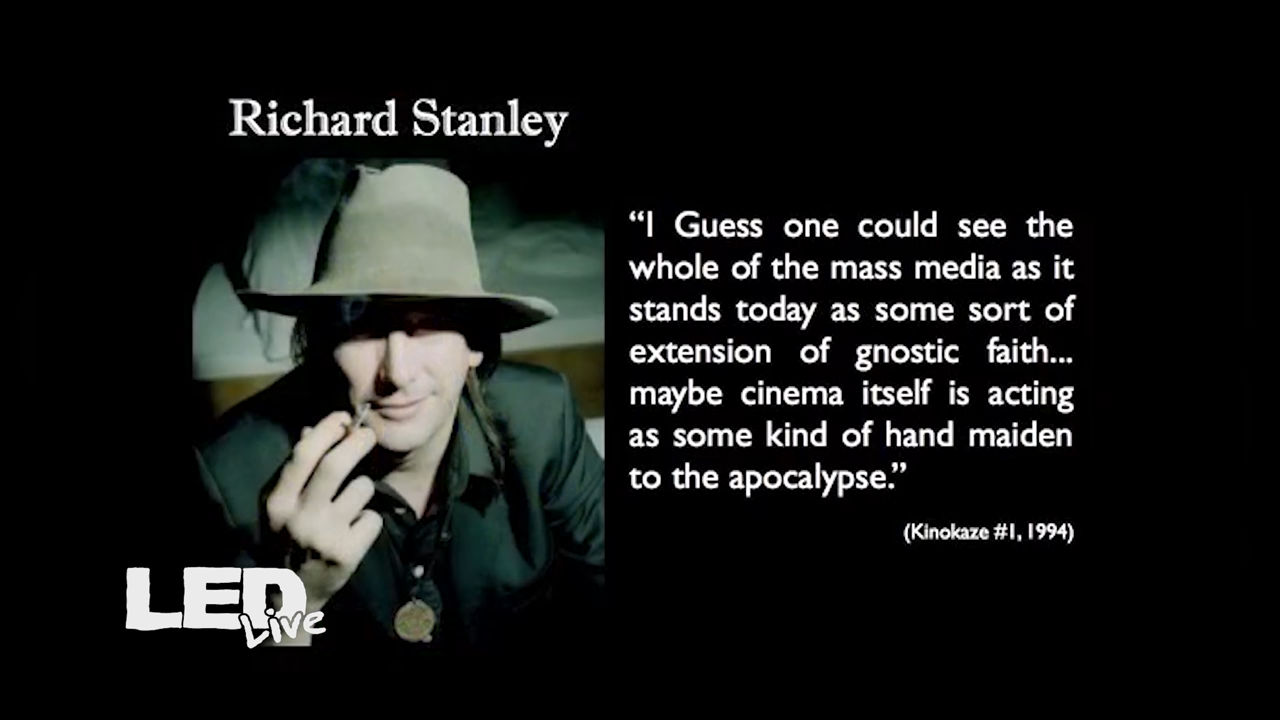 Richard Stanley
“I Guess one could see the
whole of the mass media as it
stands today as some sort of
extension of gnostic faith...
maybe cinema itself is acting
as some kind of hand maiden
to the apocalypse.”
(Kinokaze #1, 1994)
LED
Live